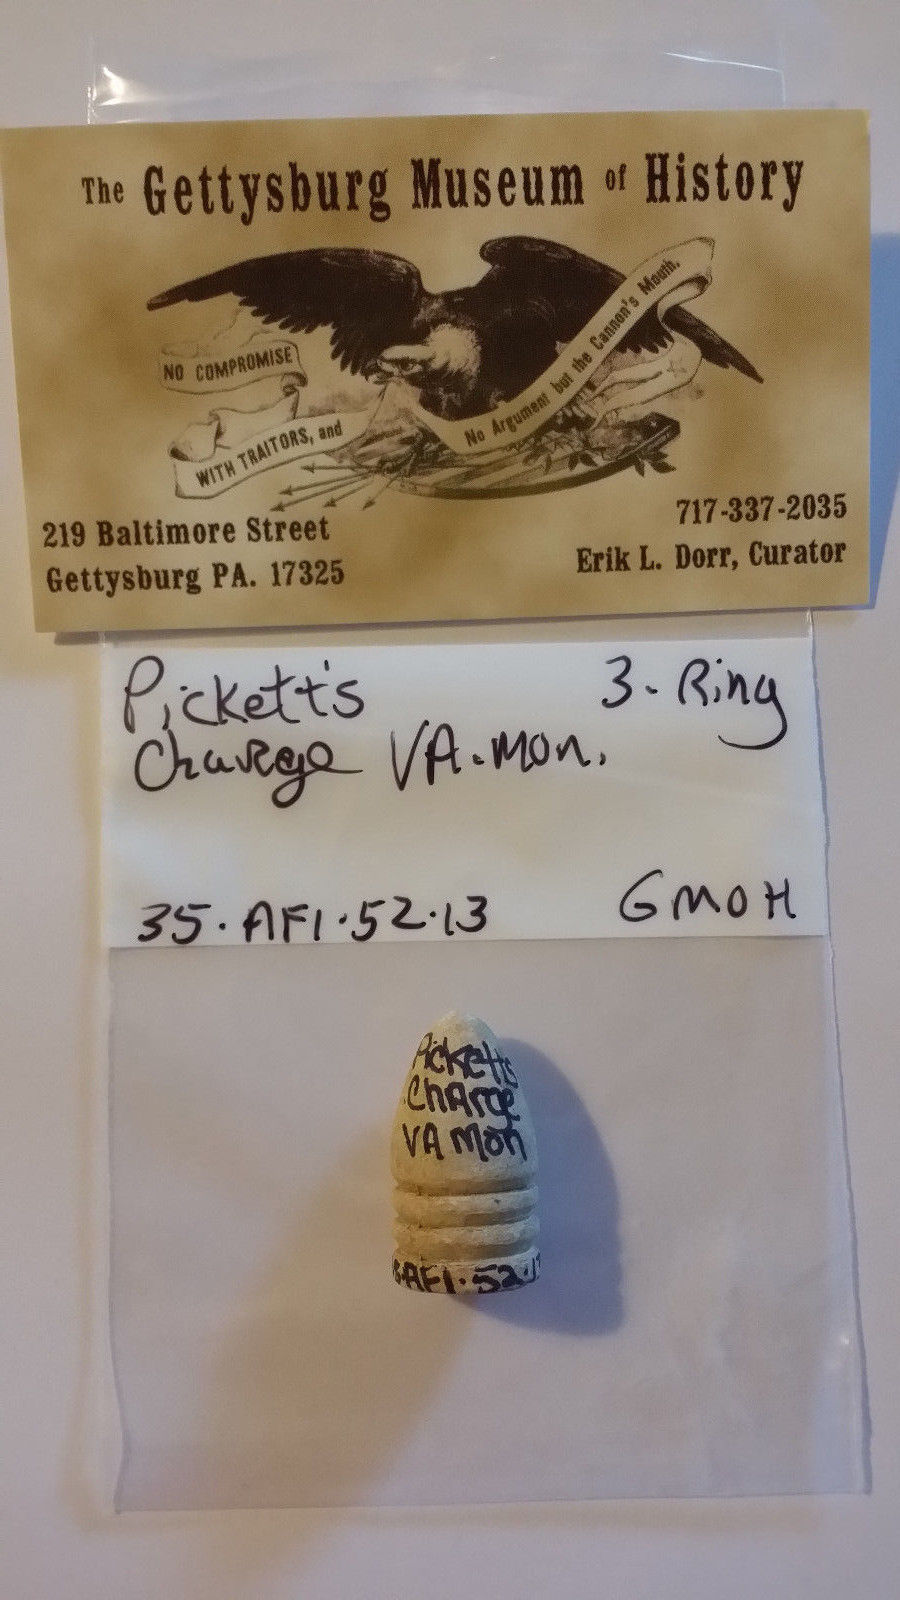 The Gettysburg Museum of History
NO COMPROMISE
WITH TRAITORS, and
No Argument but the Cannon's Mouth.
219 Baltimore Street
Gettysburg PA. 17325
717-337-2035
Erik L. Dorr, Curator
Pickett's
Charge VA.Mon.
3-Ring
35.AF1.52.13
GMOH
Picketts
Charge
VA Mon
AF1.52.